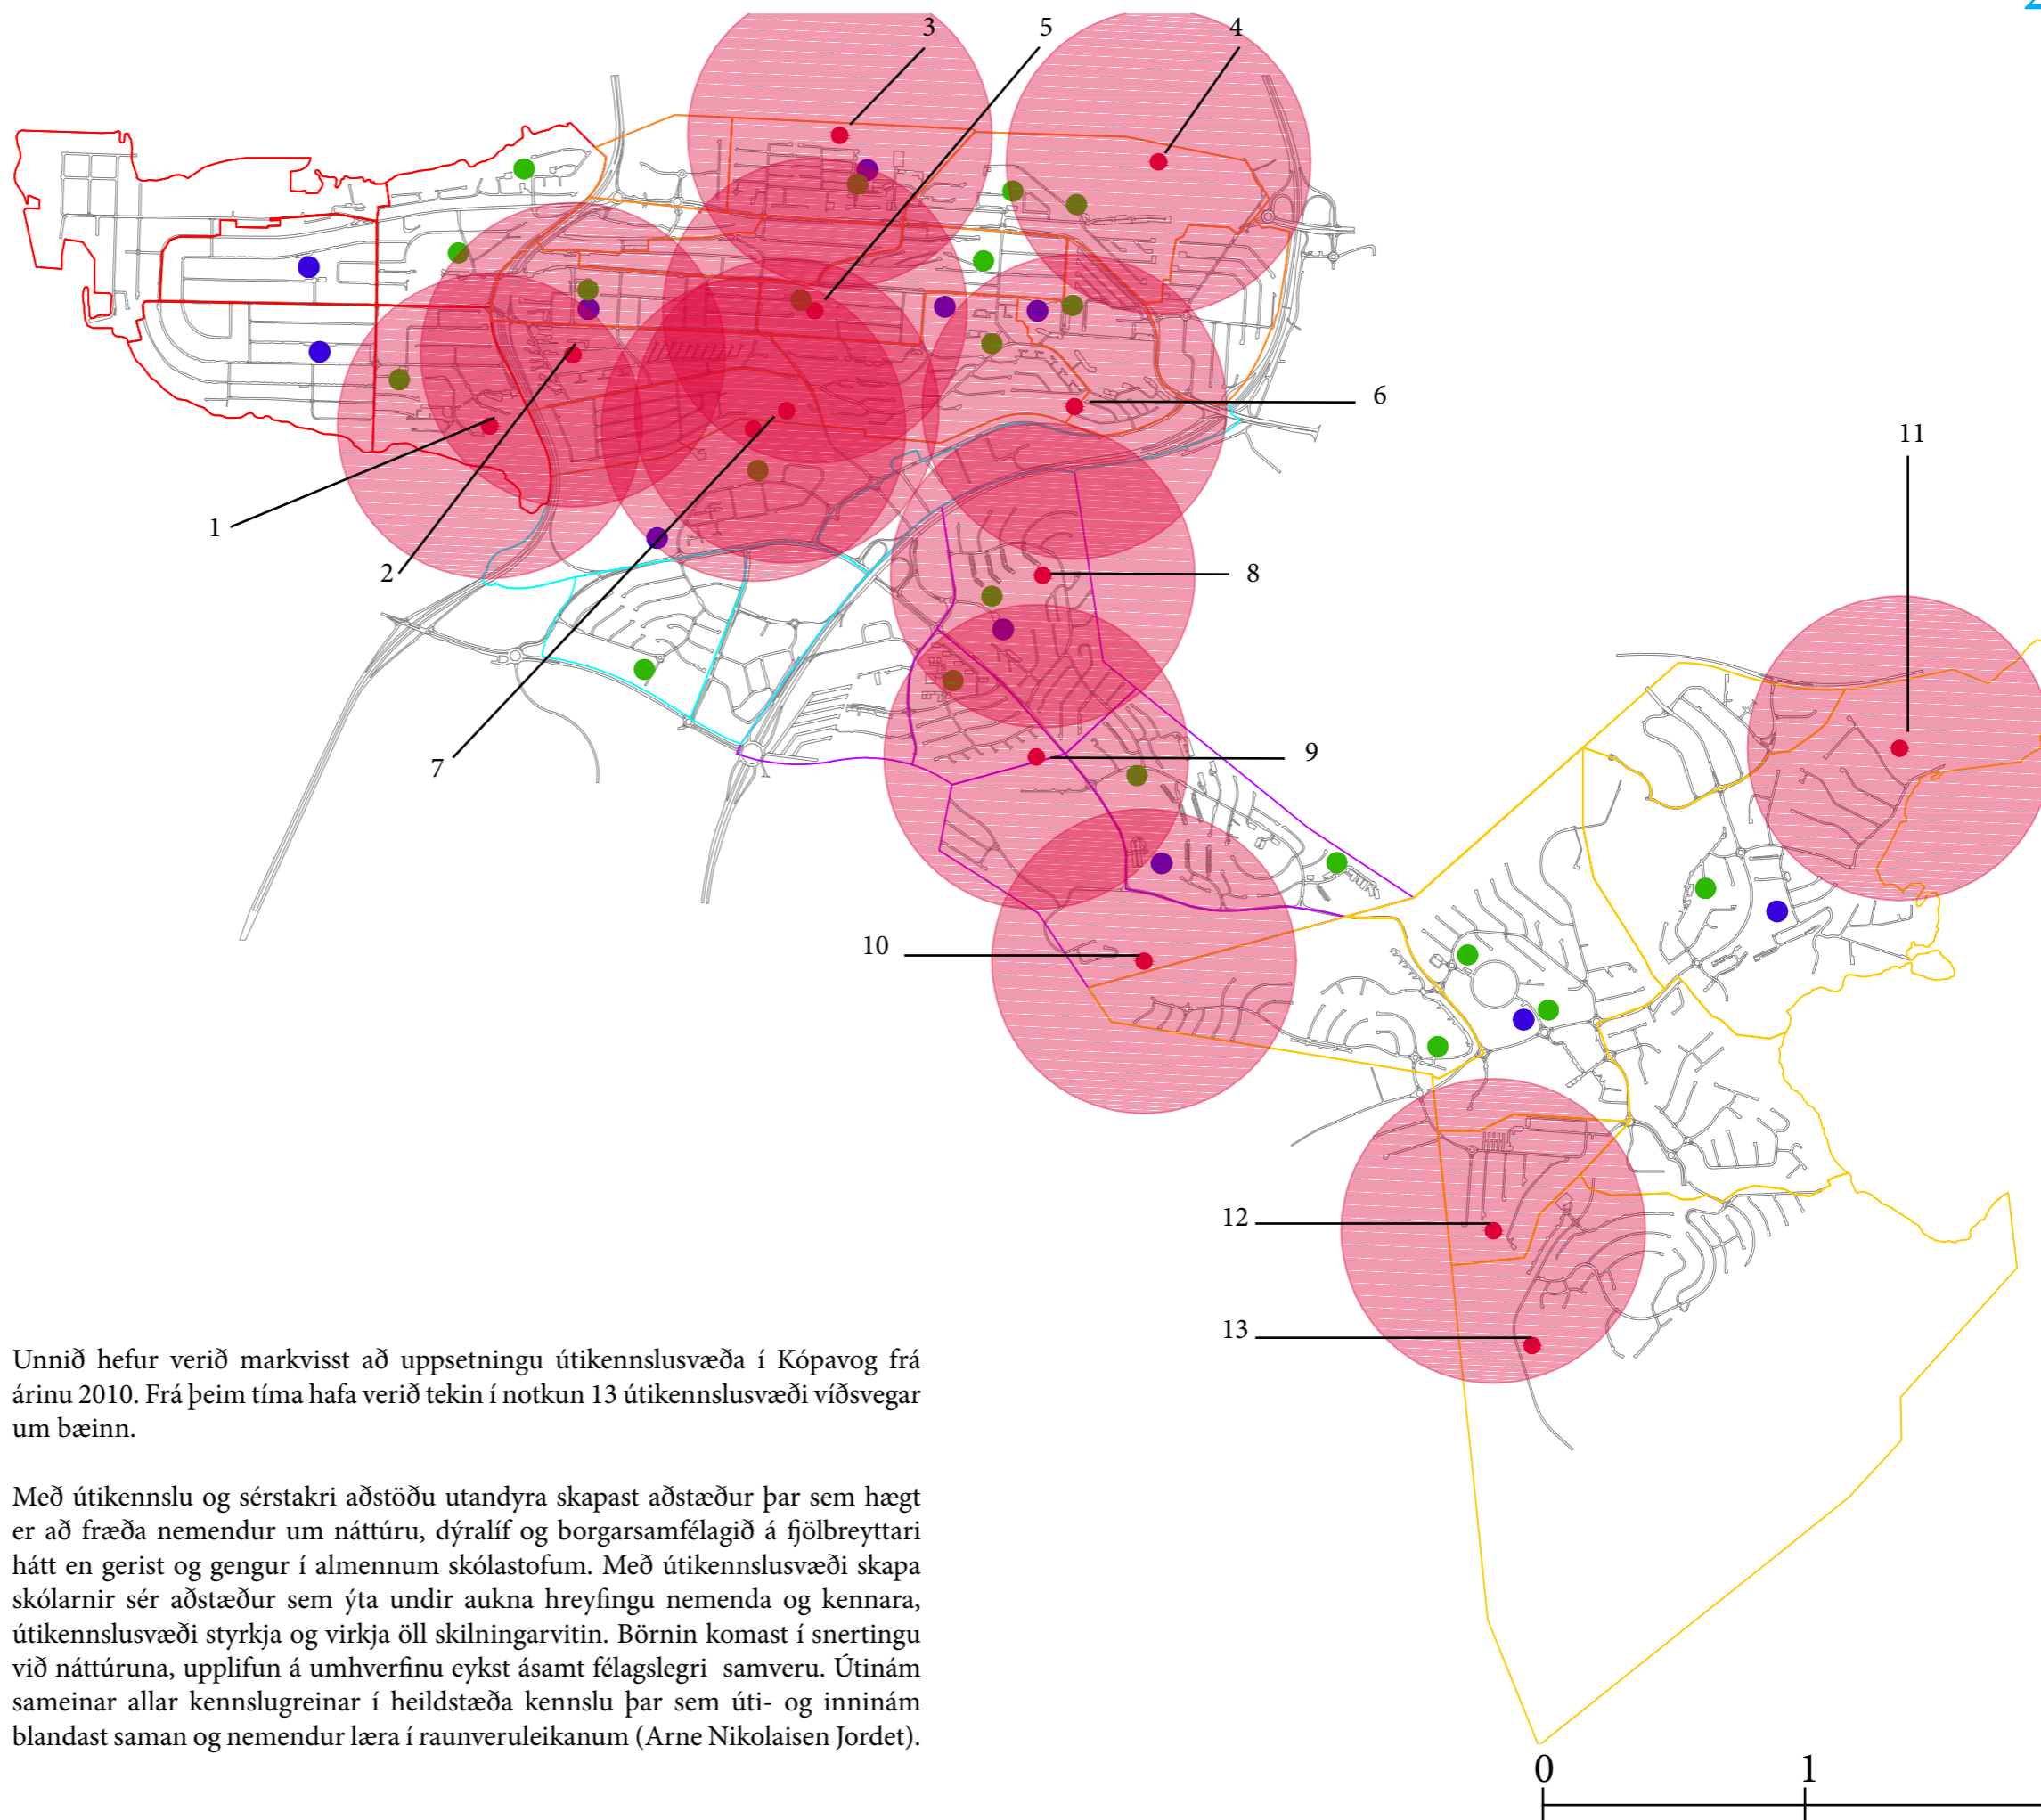 2
3
5
4
6
11
1
2
8
9
7
10
12
13
Unnið hefur verið markvisst að uppsetningu útikennslusvæða í Kópavog frá
árinu 2010. Frá þeim tíma hafa verið tekin í notkun 13 útikennslusvæði víðsvegar
um bæinn.
Með útikennslu og sérstakri aðstöðu utandyra skapast aðstæður þar sem hægt
er að fræða nemendur um náttúru, dýralíf og borgarsamfélagið á fjölbreyttari
hátt en gerist og gengur í almennum skólastofum. Með útikennslusvæði skapa
skólarnir sér aðstæður sem ýta undir aukna hreyfingu nemenda og kennara,
útikennslusvæði styrkja og virkja öll skilningarvitin. Börnin komast í snertingu
við náttúruna, upplifun á umhverfinu eykst ásamt félagslegri samveru. Útinám
sameinar allar kennslugreinar í heildstæða kennslu þar sem úti- og inninám
blandast saman og nemendur læra í raunveruleikanum (Arne Nikolaisen Jordet).
0 1